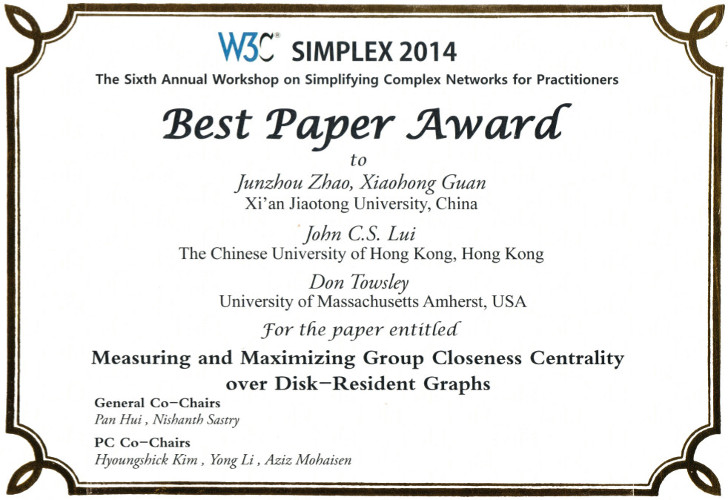 W3C® SIMPLEX 2014
The Sixth Annual Workshop on Simplifying Complex Networks for Practitioners
Best Paper Award
to
Junzhou Zhao, Xiaohong Guan
Xi'an Jiaotong University, China
John C.S. Lui
The Chinese University of Hong Kong, Hong Kong
Don Towsley
University of Massachusetts Amherst, USA
For the paper entitled
Measuring and Maximizing Group Closeness Centrality
over Disk-Resident Graphs
General Co-Chairs
Pan Hui , Nishanth Sastry
PC Co-Chairs
Hyoungshick Kim , Yong Li , Aziz Mohaisen